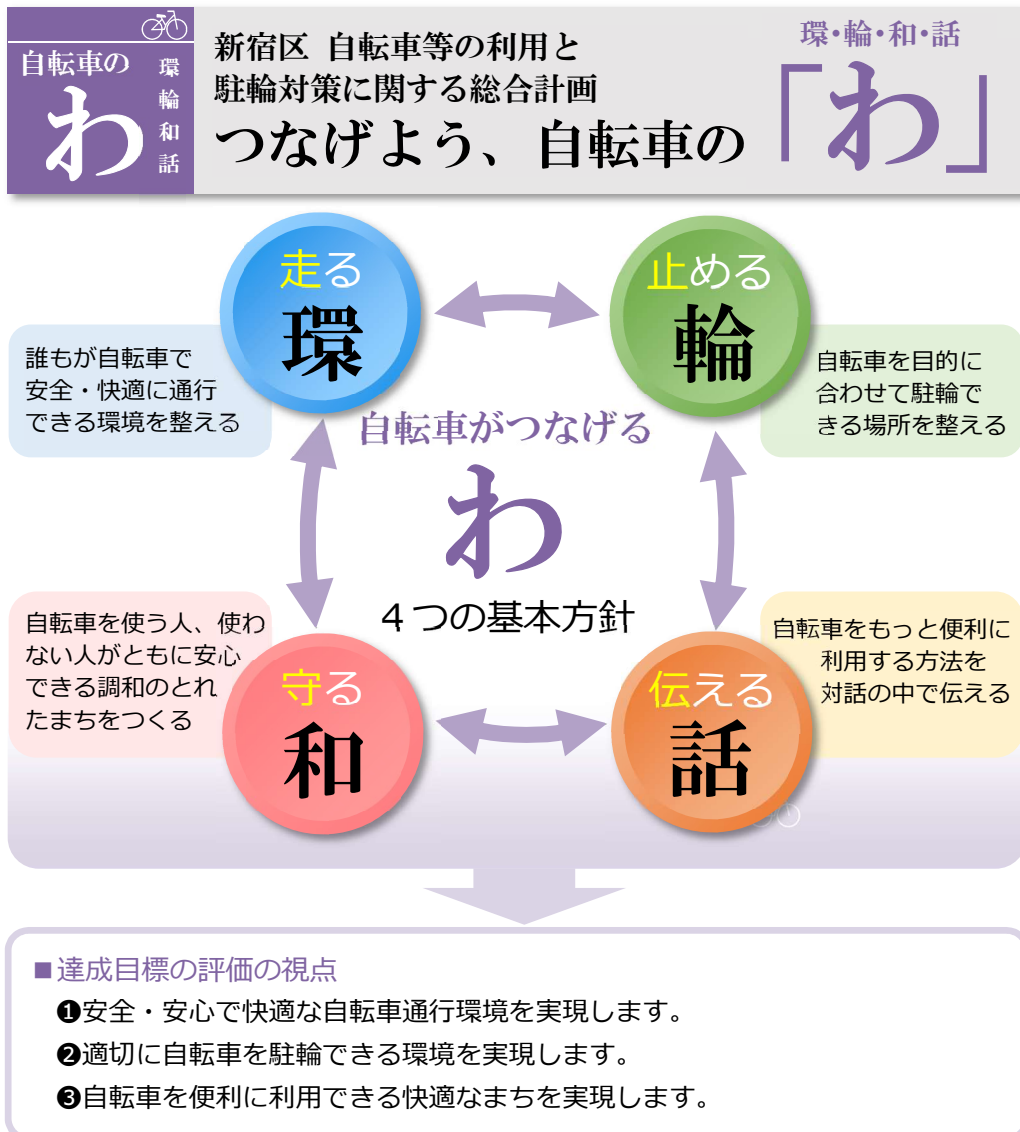 自転車の
わ
環輪和話
新宿区 自転車等の利用と
駐輪対策に関する総合計画
つなげよう、自転車の「わ」
環・輪・和・話
走る
環
止める
輪
誰もが自転車で
安全・快適に通行
できる環境を整える
自転車を目的に
合わせて駐輪で
きる場所を整える
自転車がつなげる
わ
4つの基本方針
自転車を使う人、使わ
ない人がともに安心
できる調和のとれ
たまちをつくる
自転車をもっと便利に
利用する方法を
対話の中で伝える
守る
和
伝える
話
■達成目標の評価の視点
❶安全・安心で快適な自転車通行環境を実現します。
❷適切に自転車を駐輪できる環境を実現します。
❸自転車を便利に利用できる快適なまちを実現します。